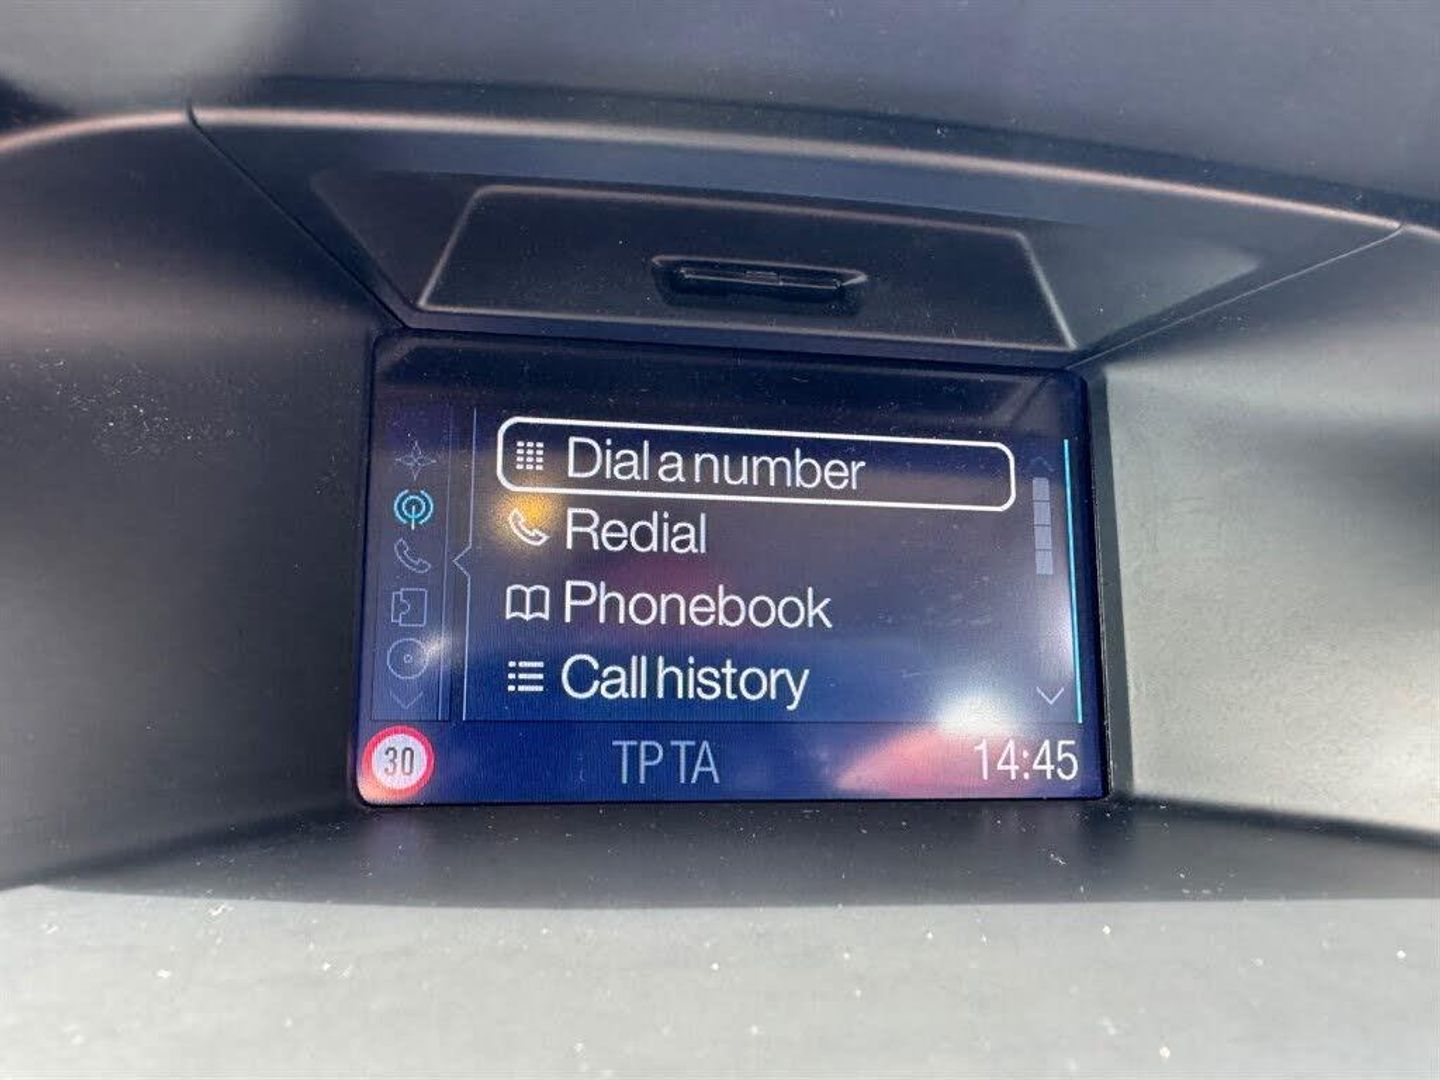 Dial a number
Redial
Phonebook
Call history
30
TP TA
14:45